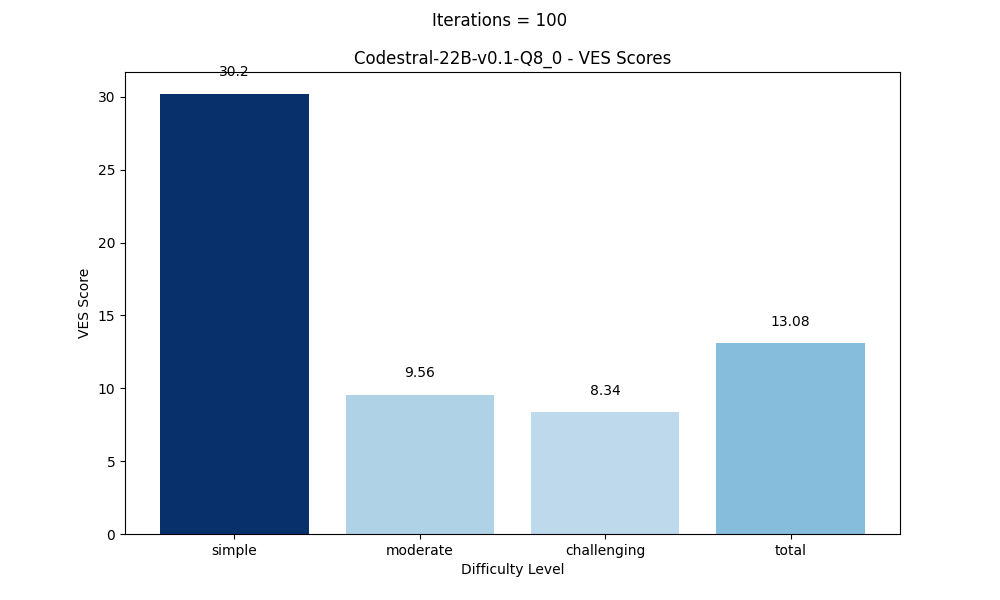 Iterations = 100
Codestral-22B-v0.1-Q8_0 - VES Scores
30.2
9.56
8.34
13.08
30
25
20
15
10
5
0
VES Score
simple moderate challenging total
Difficulty Level